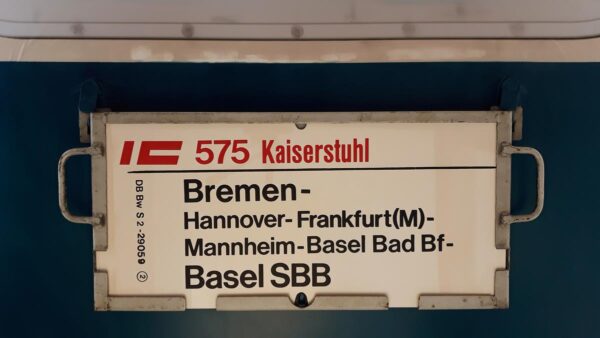 IC 575 Kaiserstuhl
Bremen-
Hannover-Frankfurt(M)-
Mannheim-Basel Bad Bf-
Basel SBB
DB Bw S 2 -29059 ②